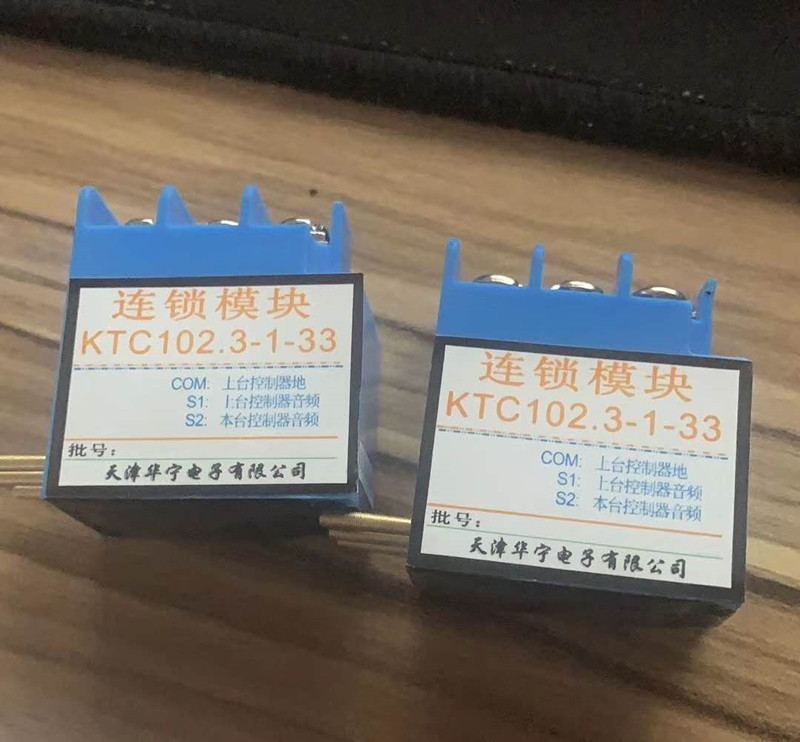 连锁模块
KTC102.3-1-33
COM: 上台控制器地
S1: 上台控制器音频
S2: 本台控制器音频
批号:
天津华宁电子有限公司
连锁模块
KTC102.3-1-33
COM: 上台控制器地
S1: 上台控制器音频
S2: 本台控制器音频
批号:
天津华宁电子有限公司